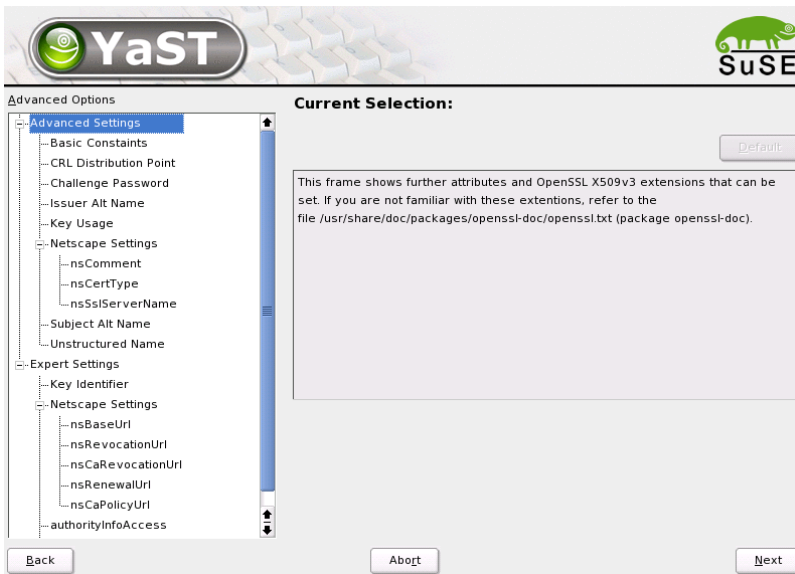 YaST
SuSE
Advanced Options
Advanced Settings
Basic Constaints
CRL Distribution Point
Challenge Password
Issuer Alt Name
Key Usage
Netscape Settings
nsComment
nsCertType
nsSslServerName
Subject Alt Name
Unstructured Name
Expert Settings
Key Identifier
Netscape Settings
nsBaseUrl
nsRevocationUrl
nsCaRevocationUrl
nsRenewalUrl
nsCaPolicyUrl
authorityInfoAccess
Current Selection:
Default
This frame shows further attributes and OpenSSL X509v3 extensions that can be
set. If you are not familiar with these extentions, refer to the
file /usr/share/doc/packages/openssl-doc/openssl.txt (package openssl-doc).
Back
Abort
Next